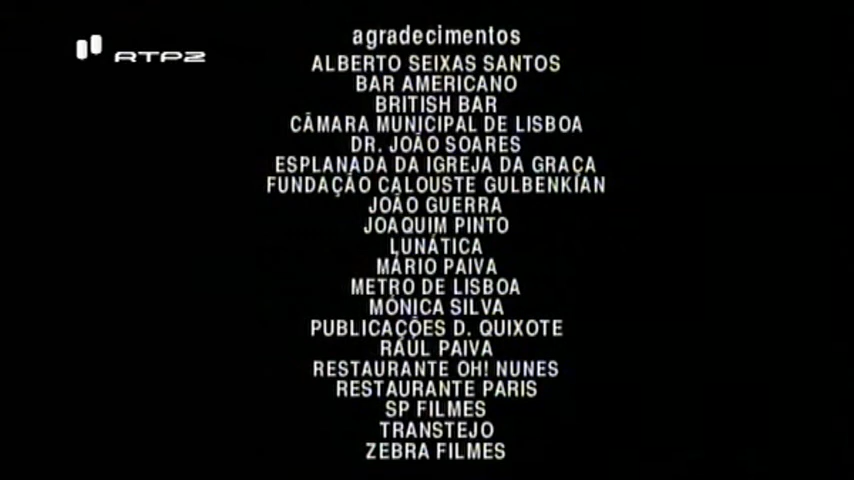 agradecimentos
RTP2
ALBERTO SEIXAS SANTOS
BAR AMERICANO
BRITISH BAR
CÂMARA MUNICIPAL DE LISBOA
DR. JOÃO SOARES
ESPLANADA DA IGREJA DA GRAÇA
FUNDAÇÃO CALOUSTE GULBENKIAN
JOÃO GUERRA
JOAQUIM PINTO
LUNÁTICA
MÁRIO PAIVA
METRO DE LISBOA
MÓNICA SILVA
PUBLICAÇÕES D. QUIXOTE
RAÚL PAIVA
RESTAURANTE OH! NUNES
RESTAURANTE PARIS
SP FILMES
TRANSTEJO
ZEBRA FILMES